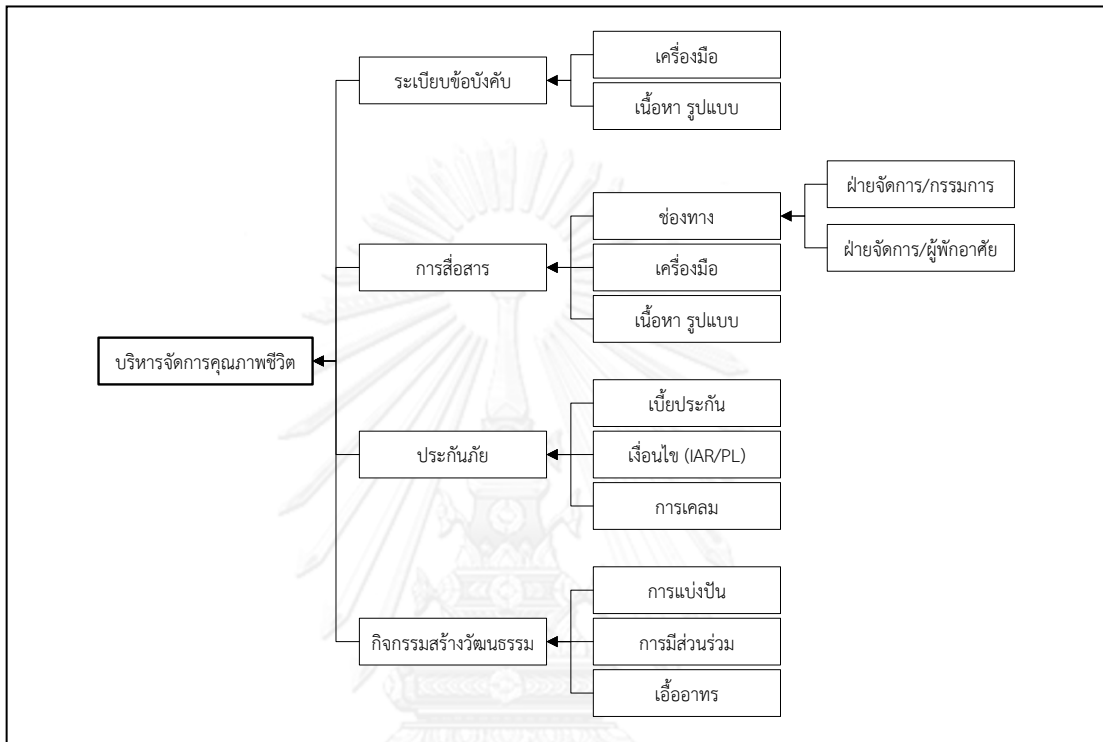 ระเบียบข้อบังคับ
เครื่องมือ
เนื้อหา รูปแบบ
การสื่อสาร
ช่องทาง
ฝ่ายจัดการ/กรรมการ
ฝ่ายจัดการ/ผู้พักอาศัย
เครื่องมือ
เนื้อหา รูปแบบ
บริหารจัดการคุณภาพชีวิต
ประกันภัย
เบี้ยประกัน
เงื่อนไข (IAR/PL)
การเคลม
กิจกรรมสร้างวัฒนธรรม
การแบ่งปัน
การมีส่วนร่วม
เอื้ออาทร